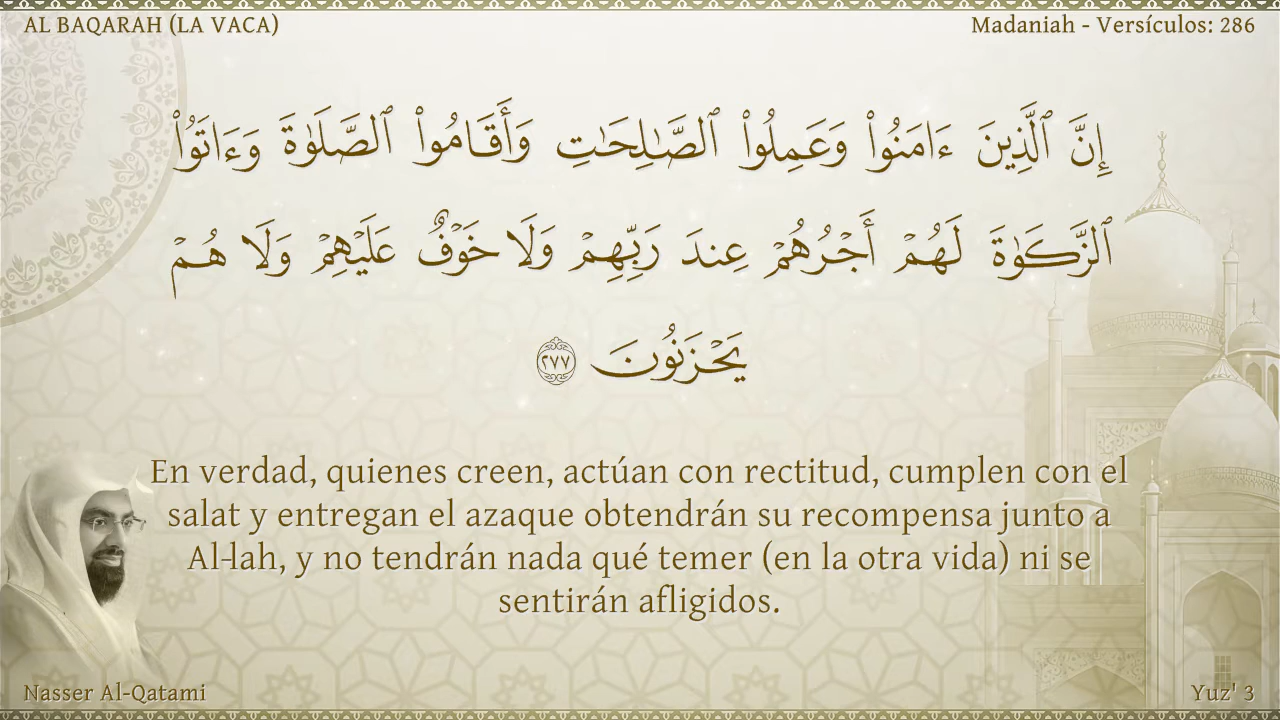 AL BAQARAH (LA VACA)
Madaniah - Versículos: 286
إِنَّ ٱلَّذِينَ ءَامَنُوا۟ وَعَمِلُوا۟ ٱلصَّـٰلِحَـٰتِ وَأَقَامُوا۟ ٱلصَّلَوٰةَ وَءَاتَوُا۟
ٱلزَّكَوٰةَ لَهُمْ أَجْرُهُمْ عِندَ رَبِّهِمْ وَلَا خَوْفٌ عَلَيْهِمْ وَلَا هُمْ
يَحْزَنُونَ ٢٧٧
En verdad, quienes creen, actúan con rectitud, cumplen con el
salat y entregan el azaque obtendrán su recompensa junto a
Al-lah, y no tendrán nada qué temer (en la otra vida) ni se
sentirán afligidos.
Nasser Al-Qatami
Yuz' 3